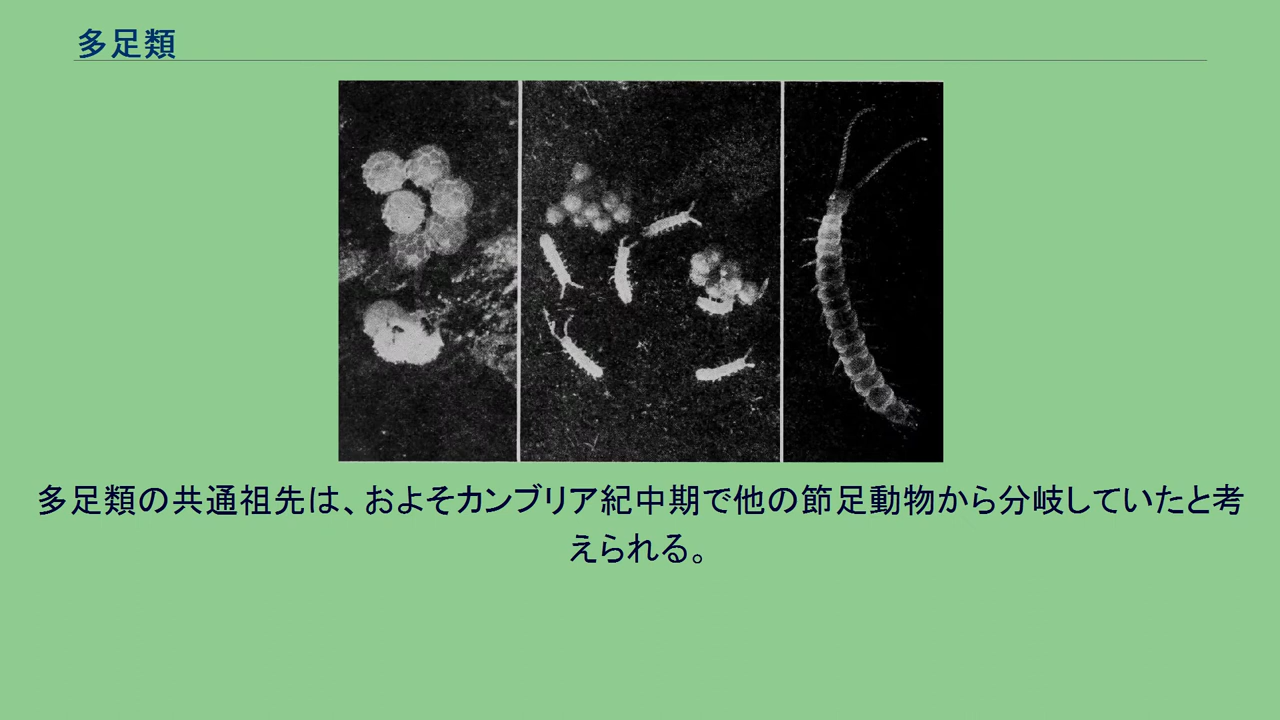 多足類
多足類の共通祖先は、およそカンブリア紀中期で他の節足動物から分岐していたと考
えられる。